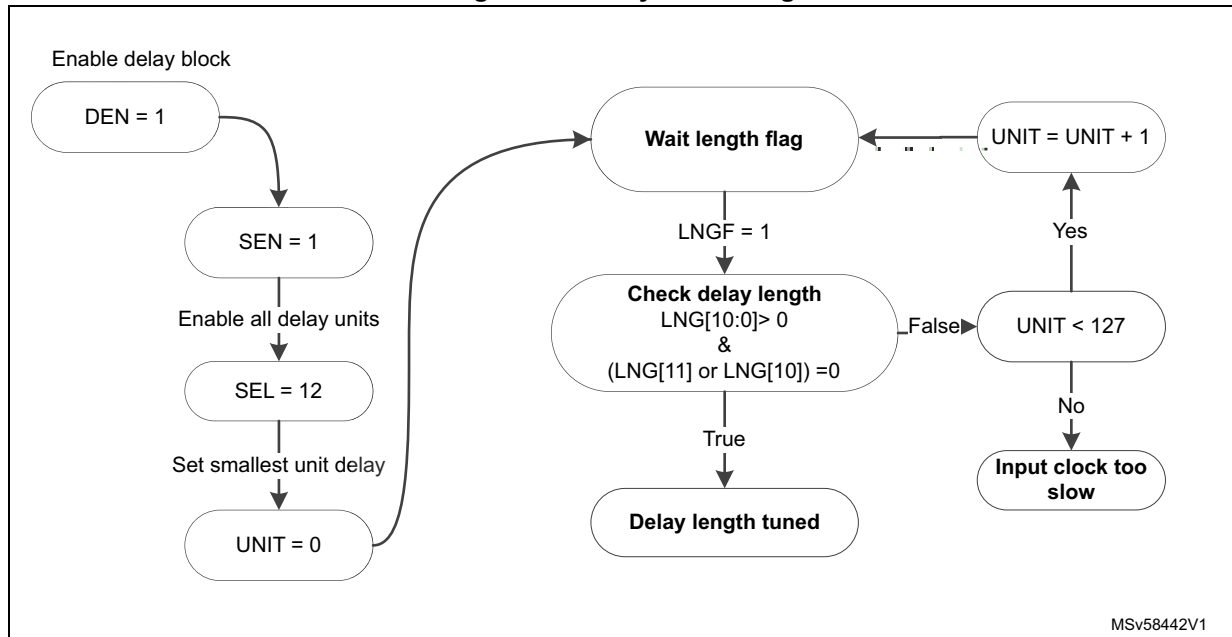 Enable delay block
DEN = 1
SEN = 1
Enable all delay units
SEL = 12
Set smallest unit delay
UNIT = 0
Wait length flag
LNGF = 1
Check delay length
LNG[10:0]> 0
&
(LNG[11] or LNG[10]) =0
True
Delay length tuned
False
UNIT = UNIT + 1
Yes
UNIT < 127
No
Input clock too
slow
MSv58442V1